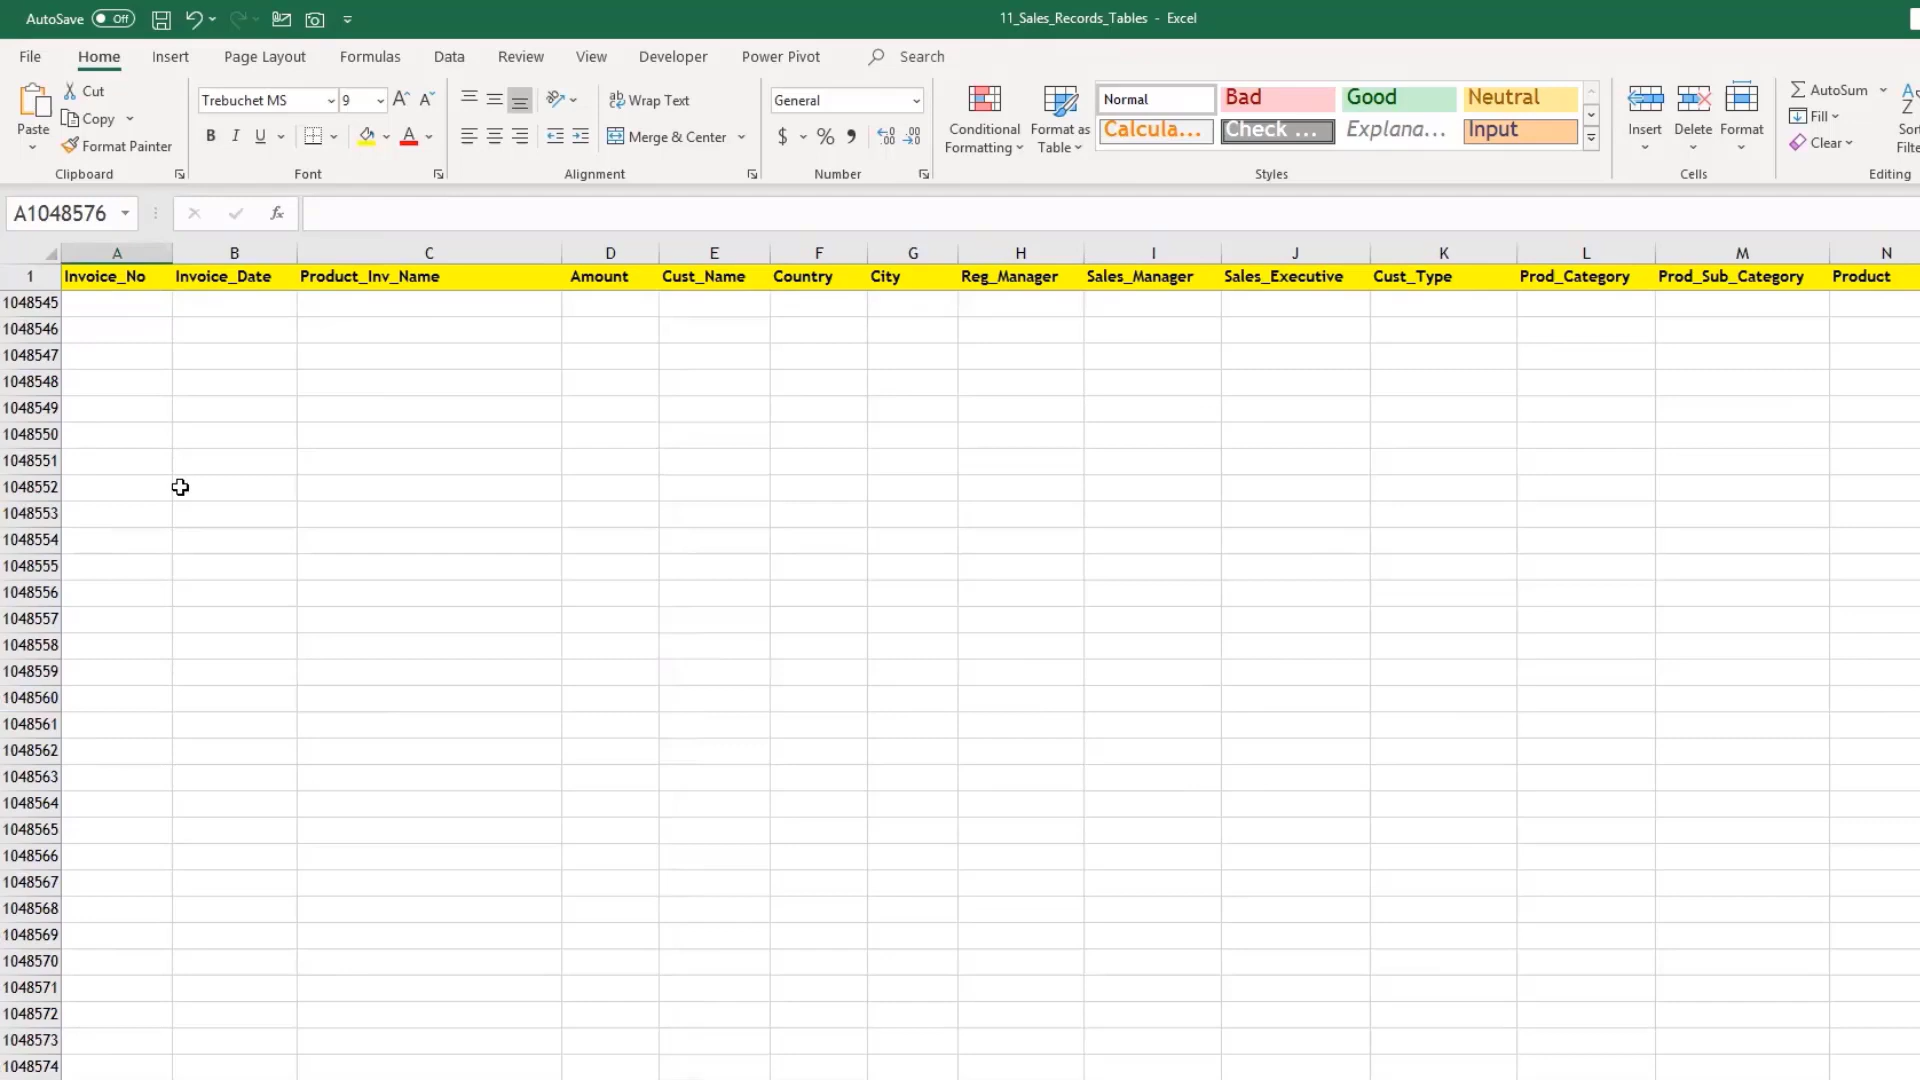 AutoSave Off 11_Sales_Records_Tables - Excel
File Home Insert Page Layout Formulas Data Review View Developer Power Pivot Search
Paste Cut Copy Format Painter Clipboard
Trebuchet MS 9 B I U Font
Wrap Text Merge & Center Alignment
General $ % Number
Conditional Formatting Format as Table
Normal Bad Good Neutral
Calcula... Check ... Explana... Input
Styles
Insert Delete Format Cells
AutoSum Fill Clear Editing
A1048576 fx
A B C D E F G H I J K L M N
1 Invoice_No Invoice_Date Product_Inv_Name Amount Cust_Name Country City Reg_Manager Sales_Manager Sales_Executive Cust_Type Prod_Category Prod_Sub_Category Product
1048545
1048546
1048547
1048548
1048549
1048550
1048551
1048552
1048553
1048554
1048555
1048556
1048557
1048558
1048559
1048560
1048561
1048562
1048563
1048564
1048565
1048566
1048567
1048568
1048569
1048570
1048571
1048572
1048573
1048574